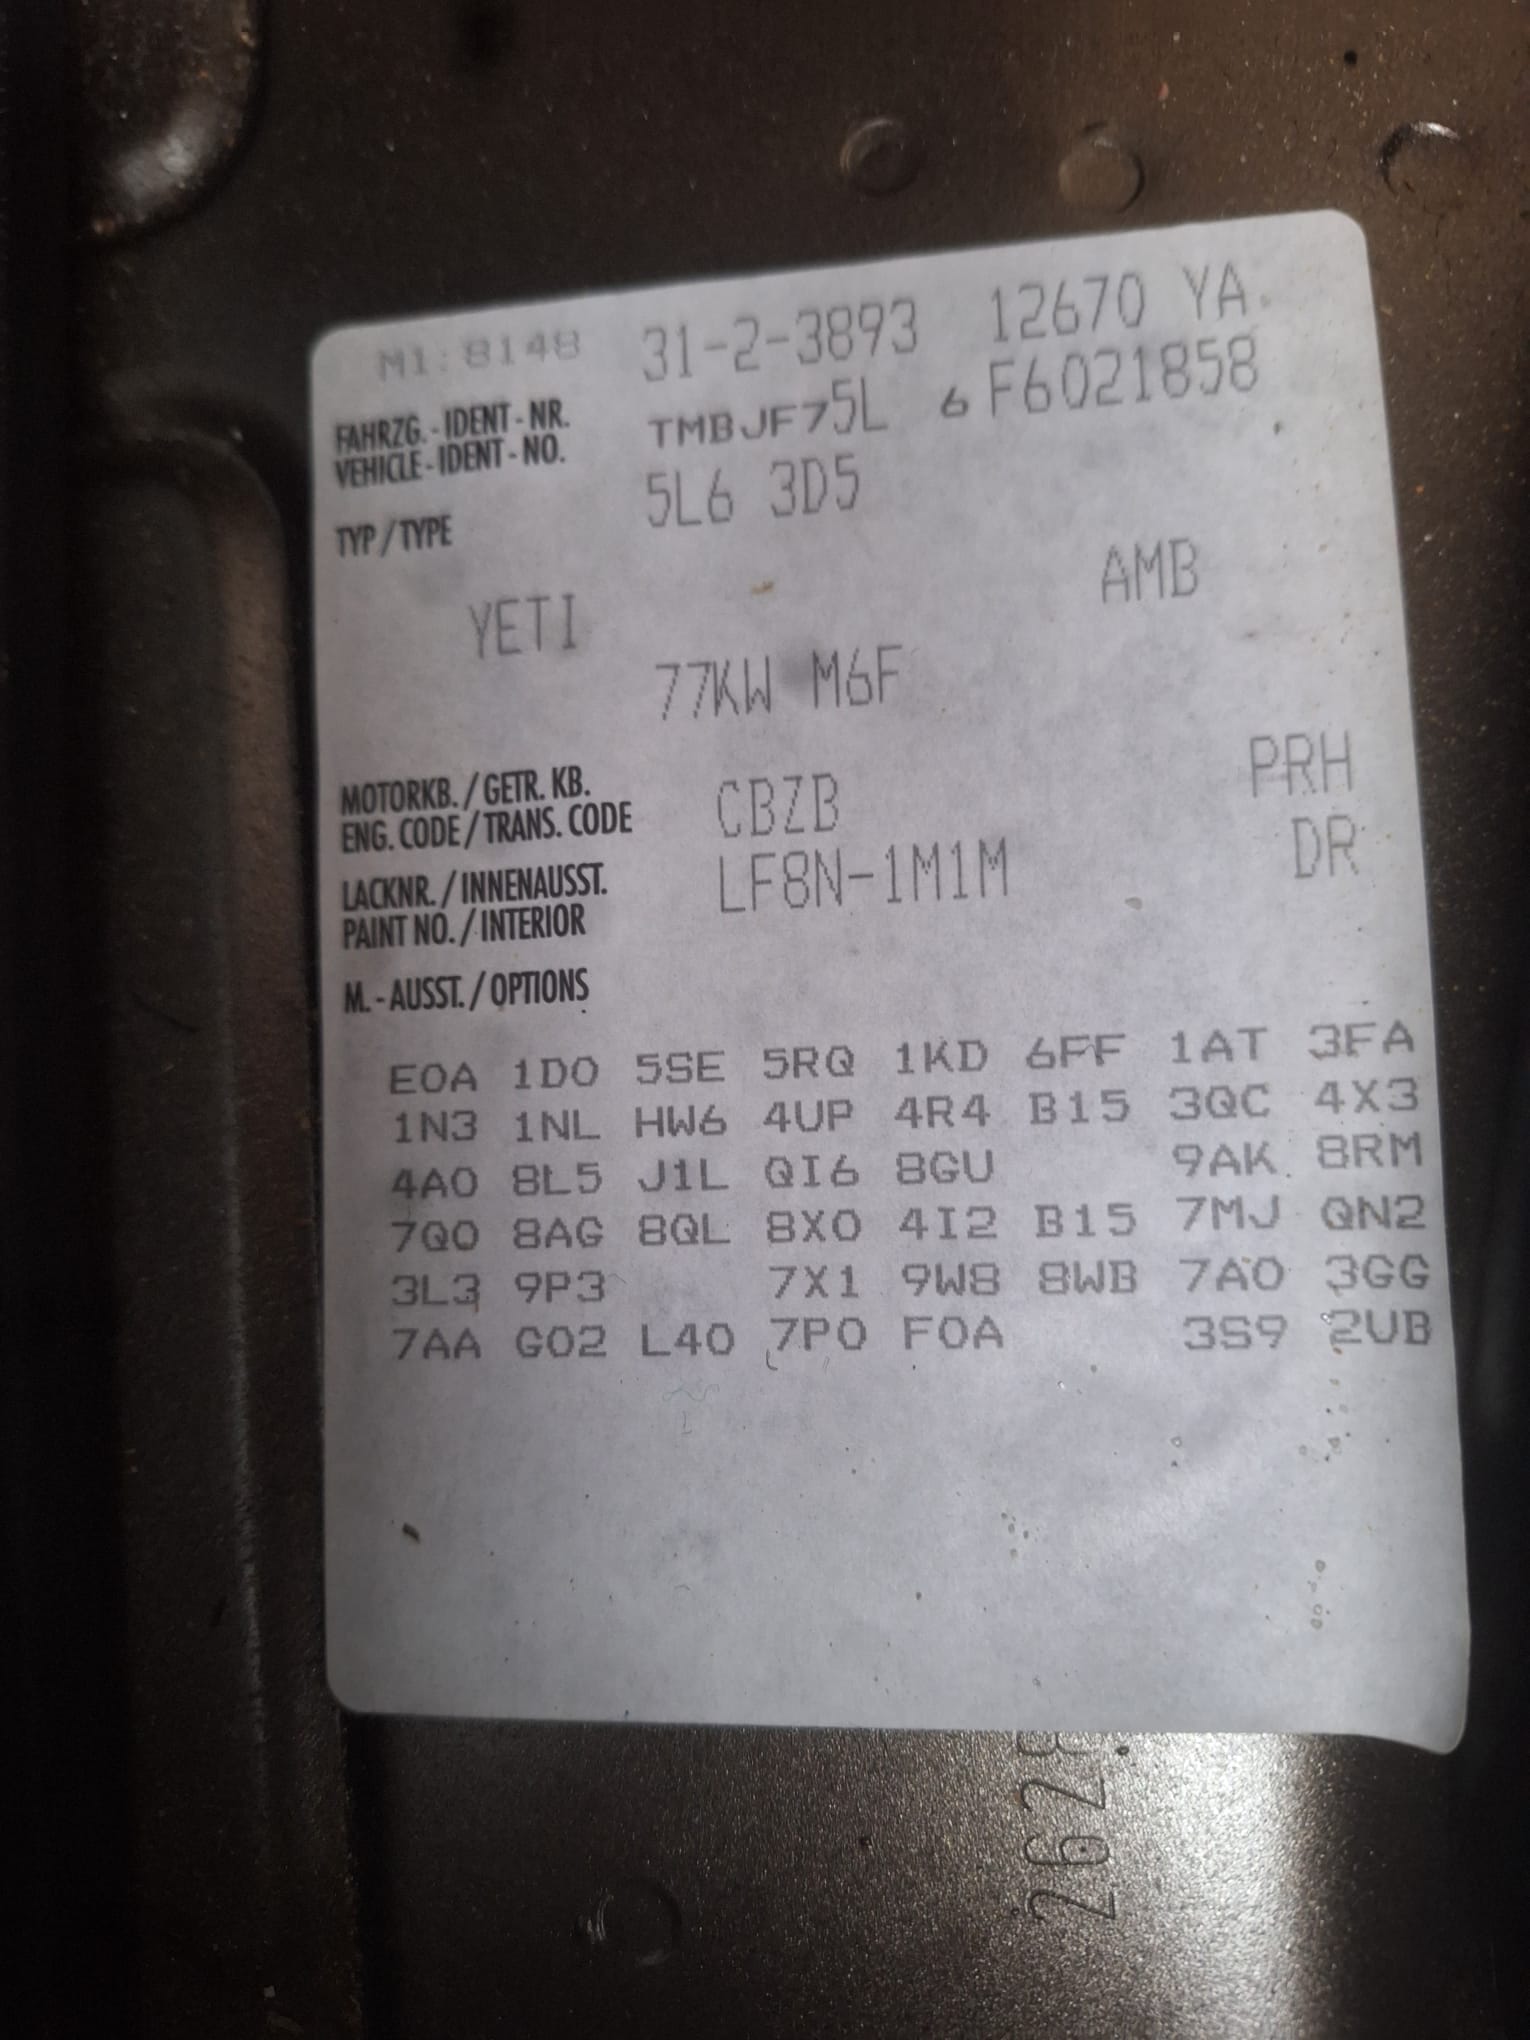 M1: 8148 31-2-3893 12670 YA
FAHRZG. - IDENT - NR.
VEHICLE - IDENT - NO.
TMBJF75L 6 F6021858
TYP / TYPE 5L6 3D5
YETI AMB
77KW M6F
MOTORKB. / GETR. KB.
ENG. CODE / TRANS. CODE
CBZB PRH
LACKNR. / INNENAUSST.
PAINT NO. / INTERIOR
LF8N-1M1M DR
M. - AUSST. / OPTIONS
E0A 1D0 5SE 5RQ 1KD 6FF 1AT 3FA
1N3 1NL HW6 4UP 4R4 B15 3QC 4X3
4A0 8L5 J1L QI6 8GU 9AK 8RM
7Q0 8AG 8QL 8X0 4I2 B15 7MJ QN2
3L3 9P3 7X1 9W8 8WB 7A0 3GG
7AA G02 L40 7P0 F0A 3S9 2UB